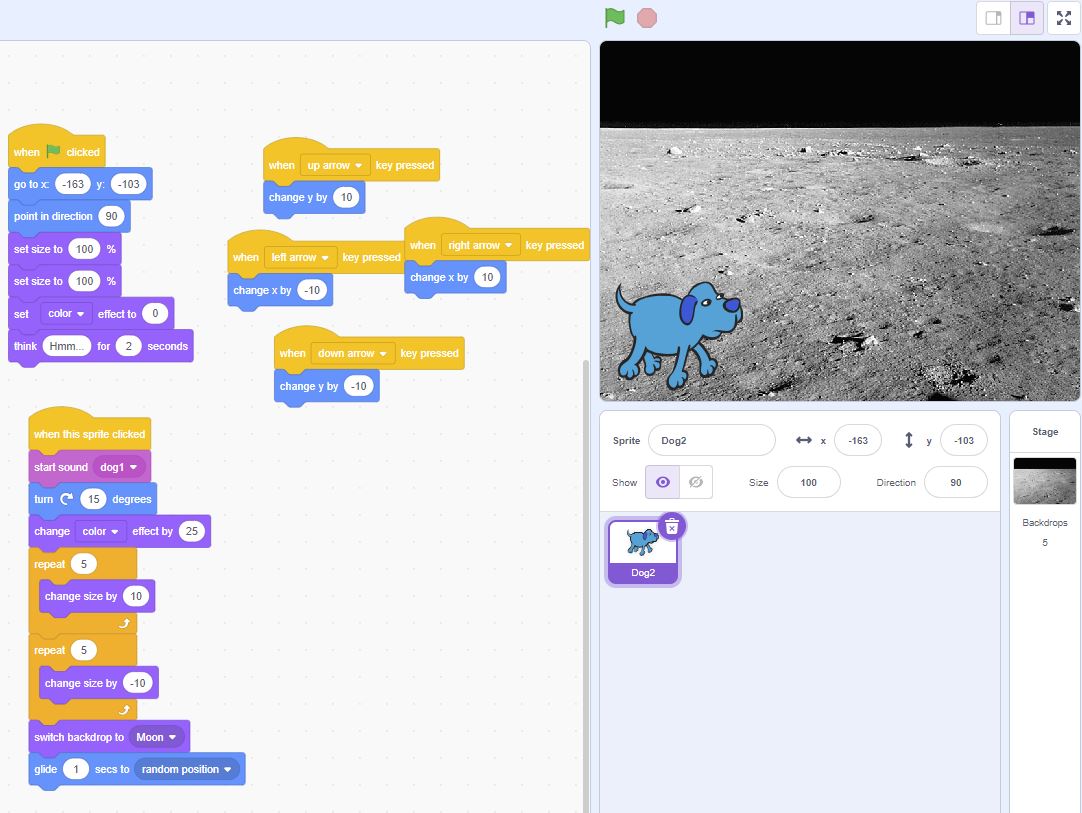 when clicked
go to x: -163 y: -103
point in direction 90
set size to 100 %
set size to 100 %
set color effect to 0
think Hmm... for 2 seconds
when up arrow key pressed
change y by 10
when left arrow key pressed
change x by -10
when right arrow key pressed
change x by 10
when down arrow key pressed
change y by -10
when this sprite clicked
start sound dog1
turn 15 degrees
change color effect by 25
repeat 5
change size by 10
repeat 5
change size by -10
switch backdrop to Moon
glide 1 secs to random position
Sprite Dog2 x -163 y -103
Show Size 100 Direction 90
Dog2
Stage
Backdrops
5